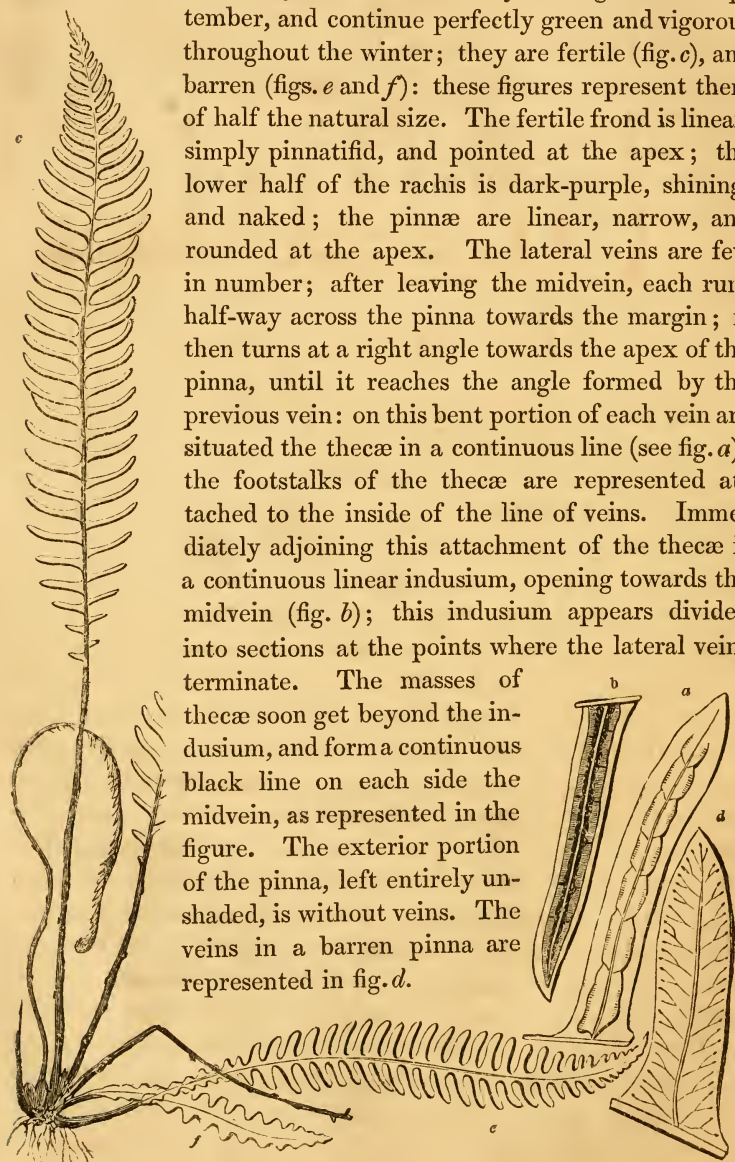 tember, and continue perfectly green and vigorou
throughout the winter; they are fertile (fig. c), an
barren (figs. e and f): these figures represent ther
of half the natural size. The fertile frond is linea
simply pinnatifid, and pointed at the apex; th
lower half of the rachis is dark-purple, shining
and naked; the pinnæ are linear, narrow, an
rounded at the apex. The lateral veins are fe
in number; after leaving the midvein, each run
half-way across the pinna towards the margin;
then turns at a right angle towards the apex of th
pinna, until it reaches the angle formed by th
previous vein: on this bent portion of each vein ar
situated the thecæ in a continuous line (see fig. a)
the footstalks of the thecæ are represented at
tached to the inside of the line of veins. Imme
diately adjoining this attachment of the thecæ i
a continuous linear indusium, opening towards th
midvein (fig. b); this indusium appears divide
into sections at the points where the lateral vein
terminate. The masses of
thecæ soon get beyond the in-
dusium, and form a continuous
black line on each side the
midvein, as represented in the
figure. The exterior portion
of the pinna, left entirely un-
shaded, is without veins. The
veins in a barren pinna are
represented in fig. d.
c
b
a
d
e
f